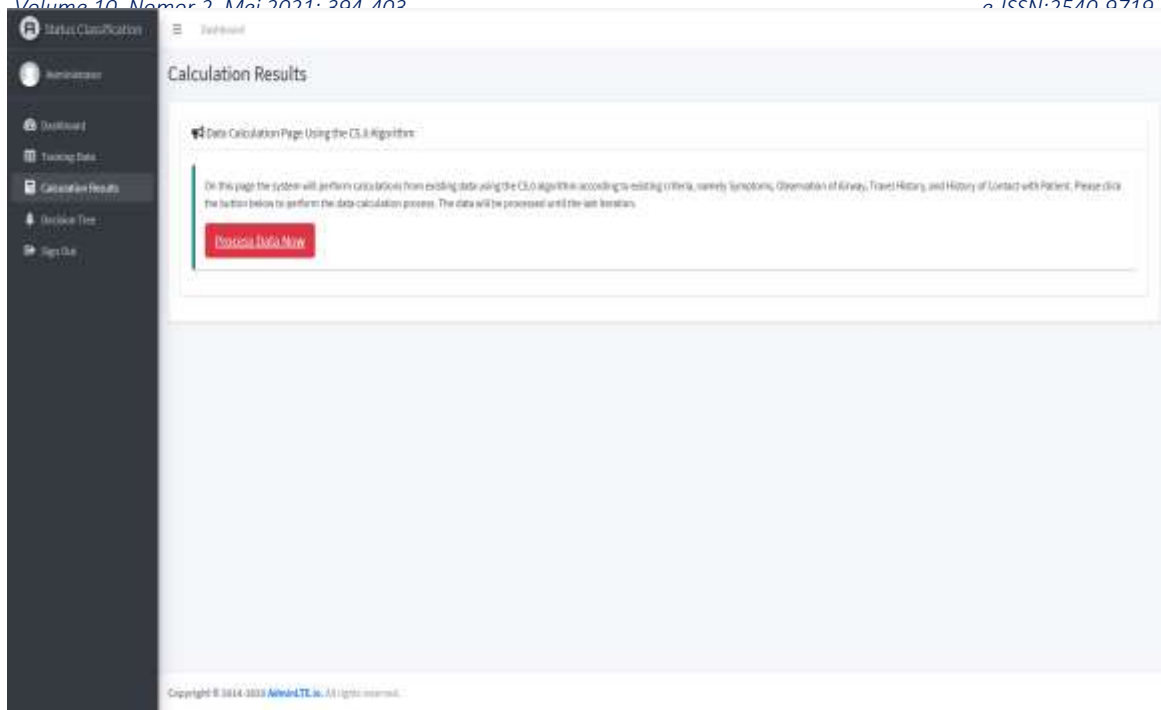 Volume 10, Nomor 2, Mei 2021: 394-403
e-ISSN:2540-9719
Status Classification
Dashboard
Administrator
Calculation Results
Dashboard
Data Calculation Page Using the C5.0 Algorithm
Training Data
Calculation Results
On this page the system will perform calculations from existing data using the C5.0 algorithm according to existing criteria, namely Symptoms, Observation of Airway, Travel History, and History of Contact with Patient. Please click
the button below to perform the data calculation process. The data will be processed until the last iteration.
Decision Tree
Process Data Now
Sign Out
Copyright © 2014- AdminLTE.io. All rights reserved.